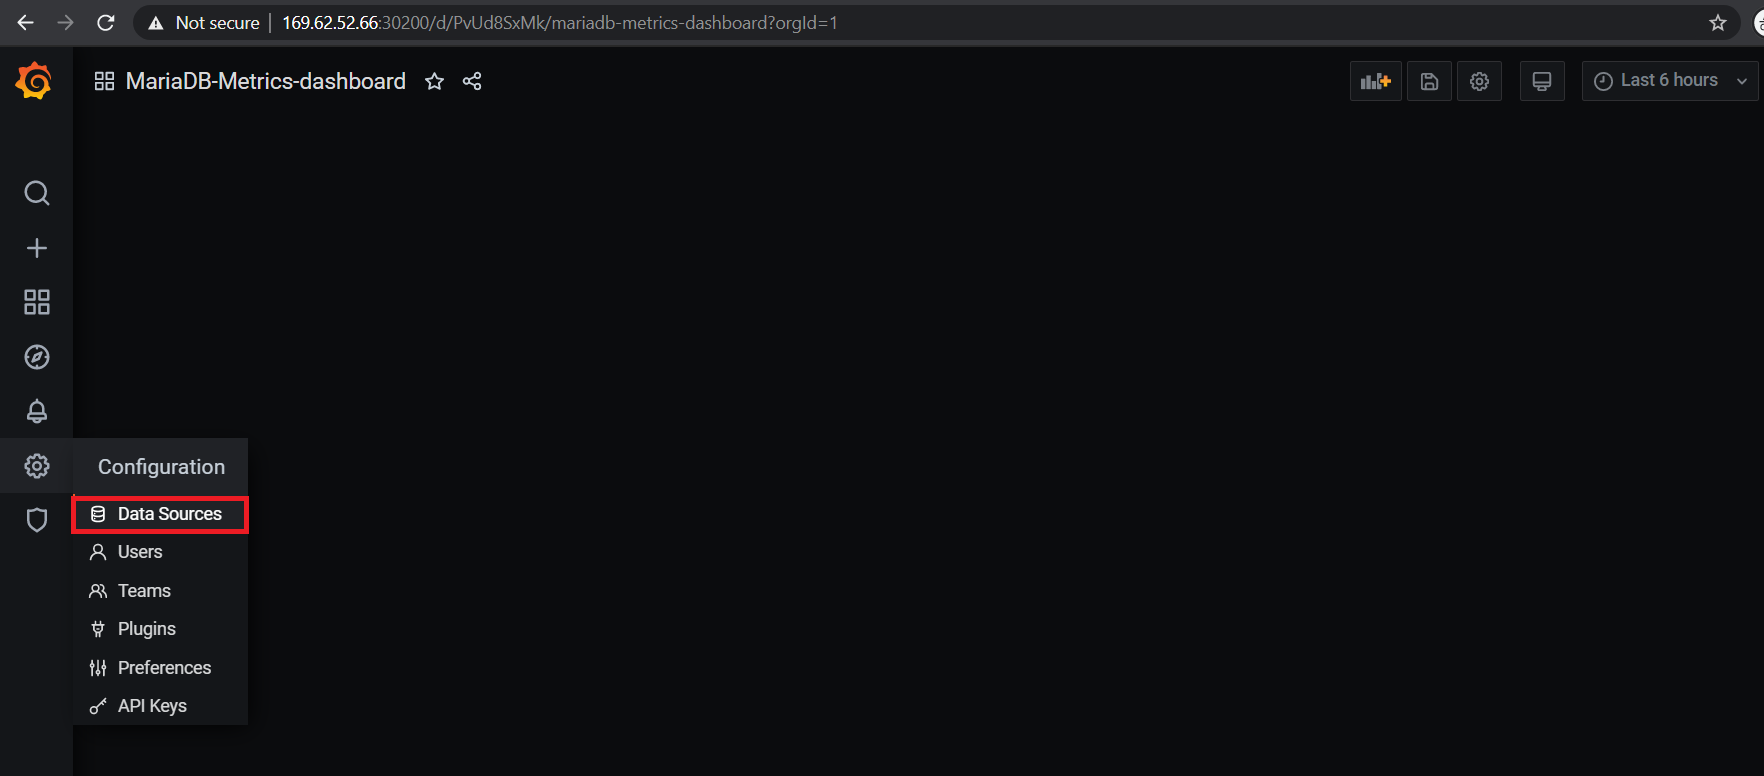 Not secure | 169.62.52.66:30200/d/PvUd8SxMk/mariadb-metrics-dashboard?orgId=1
MariaDB-Metrics-dashboard
Last 6 hours
Configuration
Data Sources
Users
Teams
Plugins
Preferences
API Keys